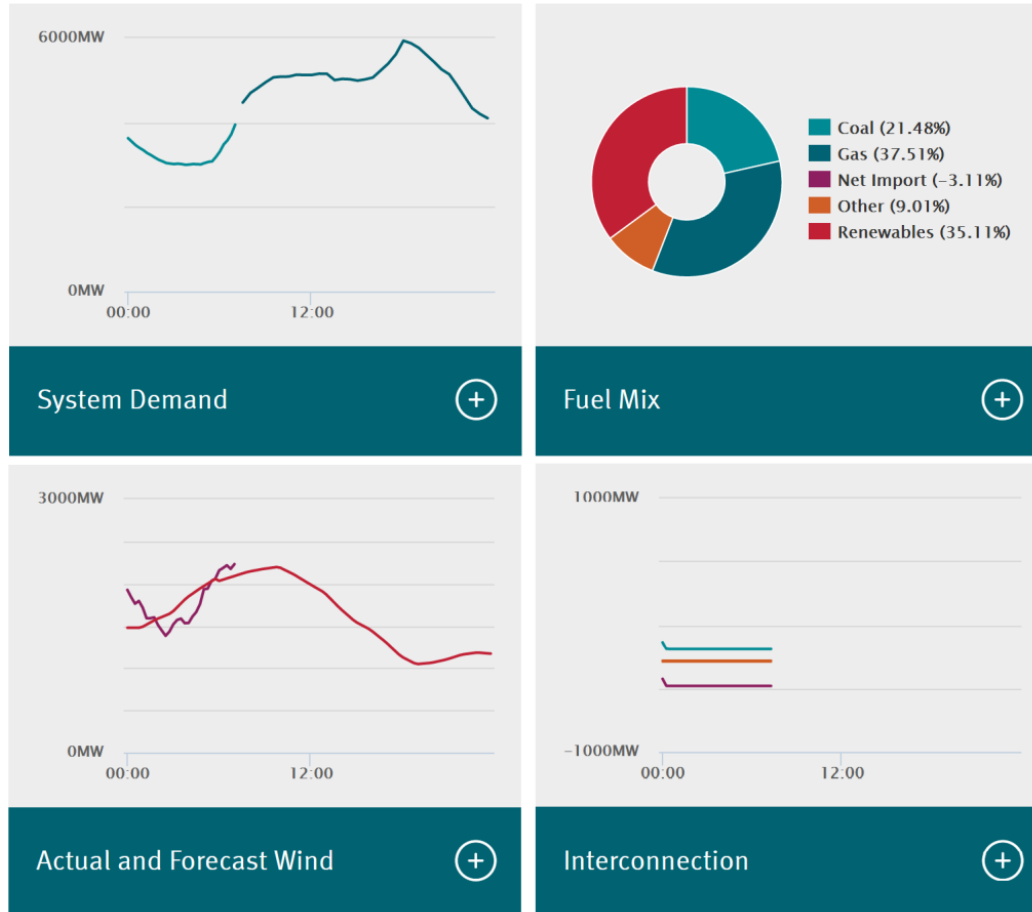 6000MW
0MW
00:00 12:00
System Demand
Coal (21.48%)
Gas (37.51%)
Net Import (-3.11%)
Other (9.01%)
Renewables (35.11%)
Fuel Mix
3000MW
0MW
00:00 12:00
Actual and Forecast Wind
1000MW
-1000MW
00:00 12:00
Interconnection